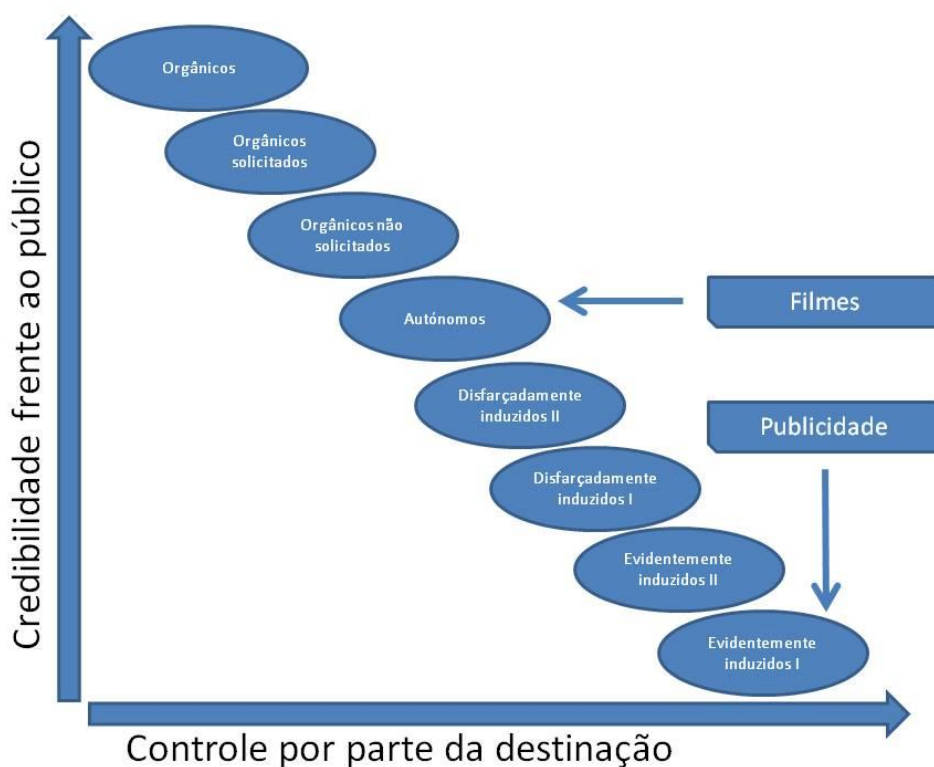 Credibilidade frente ao público
Orgânicos
Orgânicos
solicitados
Orgânicos não
solicitados
Autónomos
Filmes
Disfarçadamente
induzidos II
Publicidade
Disfarçadamente
induzidos I
Evidentemente
induzidos II
Evidentemente
induzidos I
Controle por parte da destinação